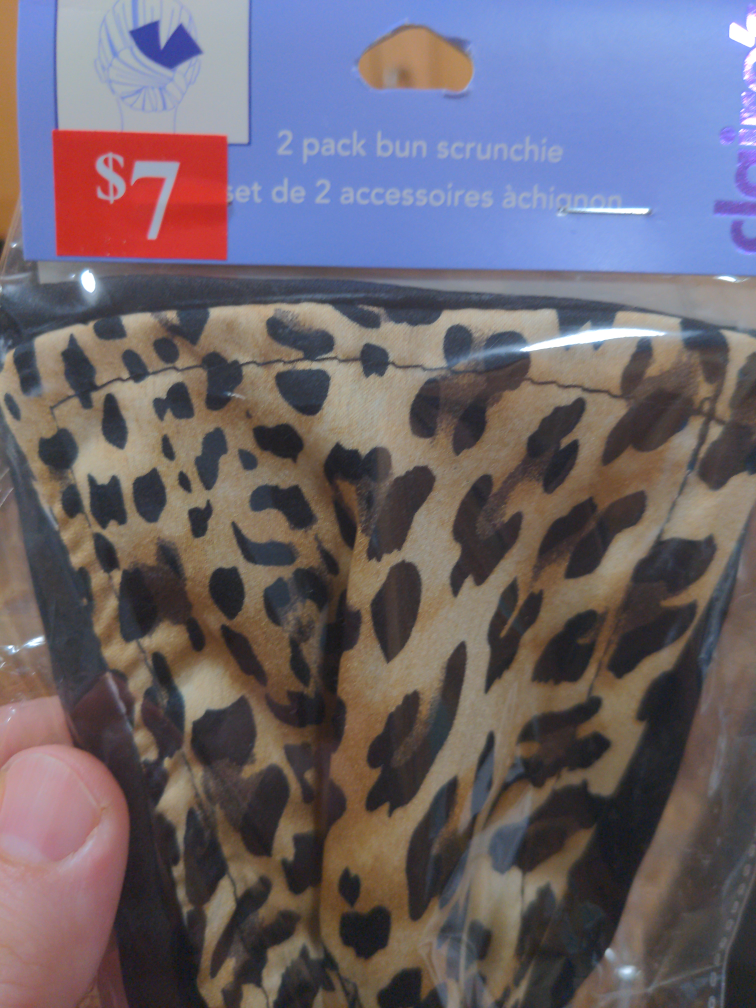 $7
2 pack bun scrunchie
set de 2 accessoires àchignon